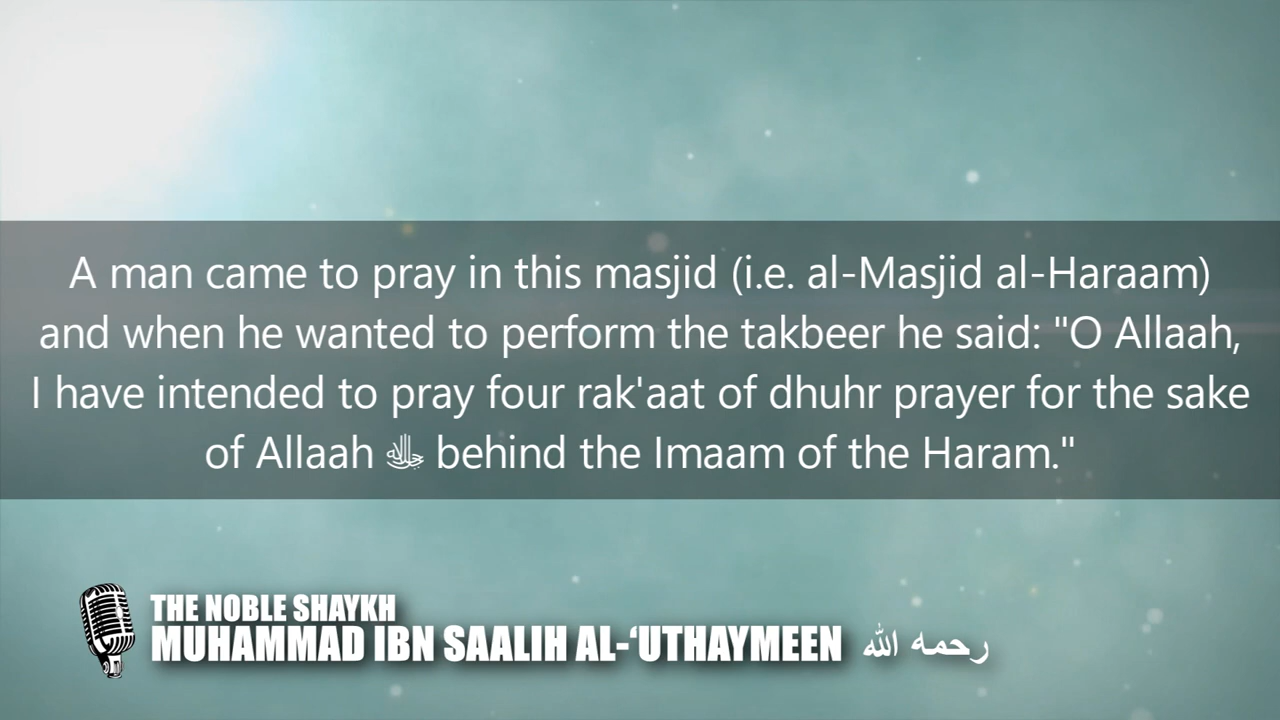 A man came to pray in this masjid (i.e. al-Masjid al-Haraam)
and when he wanted to perform the takbeer he said: "O Allaah,
I have intended to pray four rak'aat of dhuhr prayer for the sake
of Allaah ﷻ behind the Imaam of the Haram."
THE NOBLE SHAYKH
MUHAMMAD IBN SAALIH AL-‘UTHAYMEEN رحمه الله